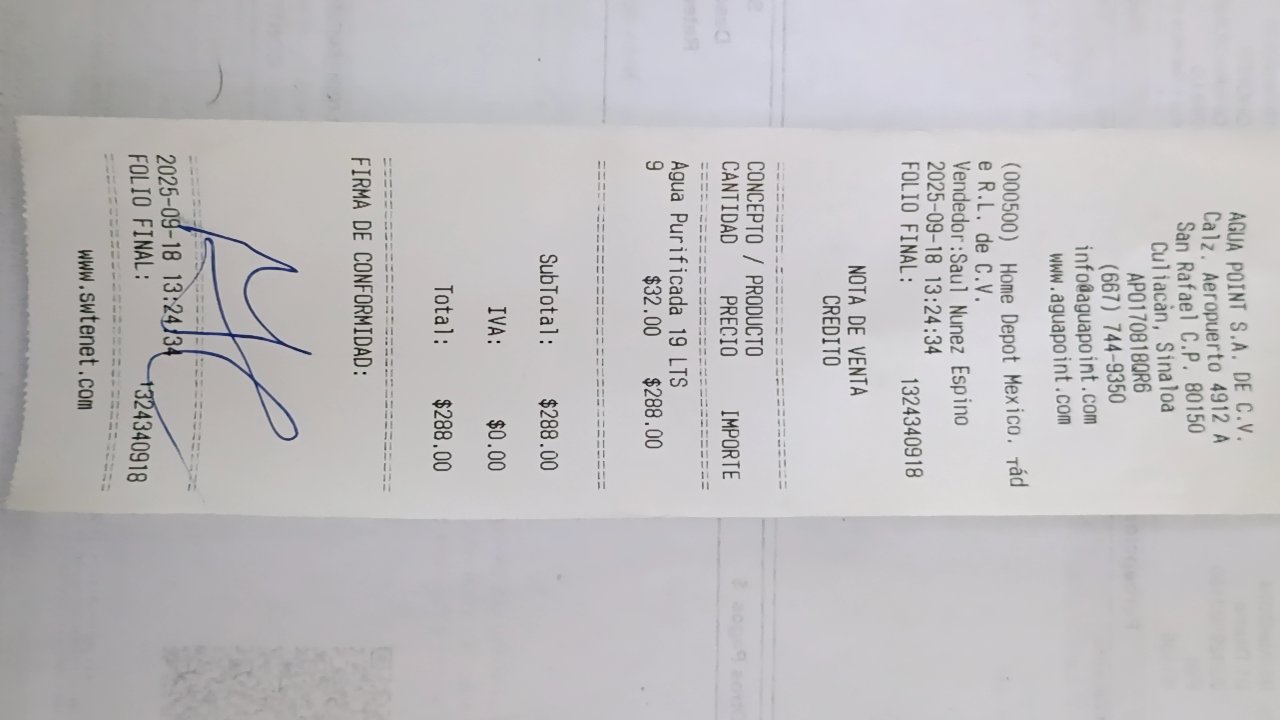 AGUA POINT S.A. DE C.V.
Calz. Aeropuerto 4912 A
San Rafael C.P. 80150
Culiacán, Sinaloa
APO170818QR6
(667) 744-9350
info@aguapoint.com
www.aguapoint.com
(000500) Home Depot Mexico, Tád
e R.L. de C.V.
Vendedor:Saul Nunez Espino
2025-09-18 13:24:34
FOLIO FINAL: 1324340918
NOTA DE VENTA
CREDITO
CONCEPTO / PRODUCTO
CANTIDAD PRECIO IMPORTE
Agua Purificada 19 LTS
9 $32.00 $288.00
SubTotal: $288.00
IVA: $0.00
Total: $288.00
FIRMA DE CONFORMIDAD:
2025-09-18 13:24:34
FOLIO FINAL: 1324340918
www.swtenet.com